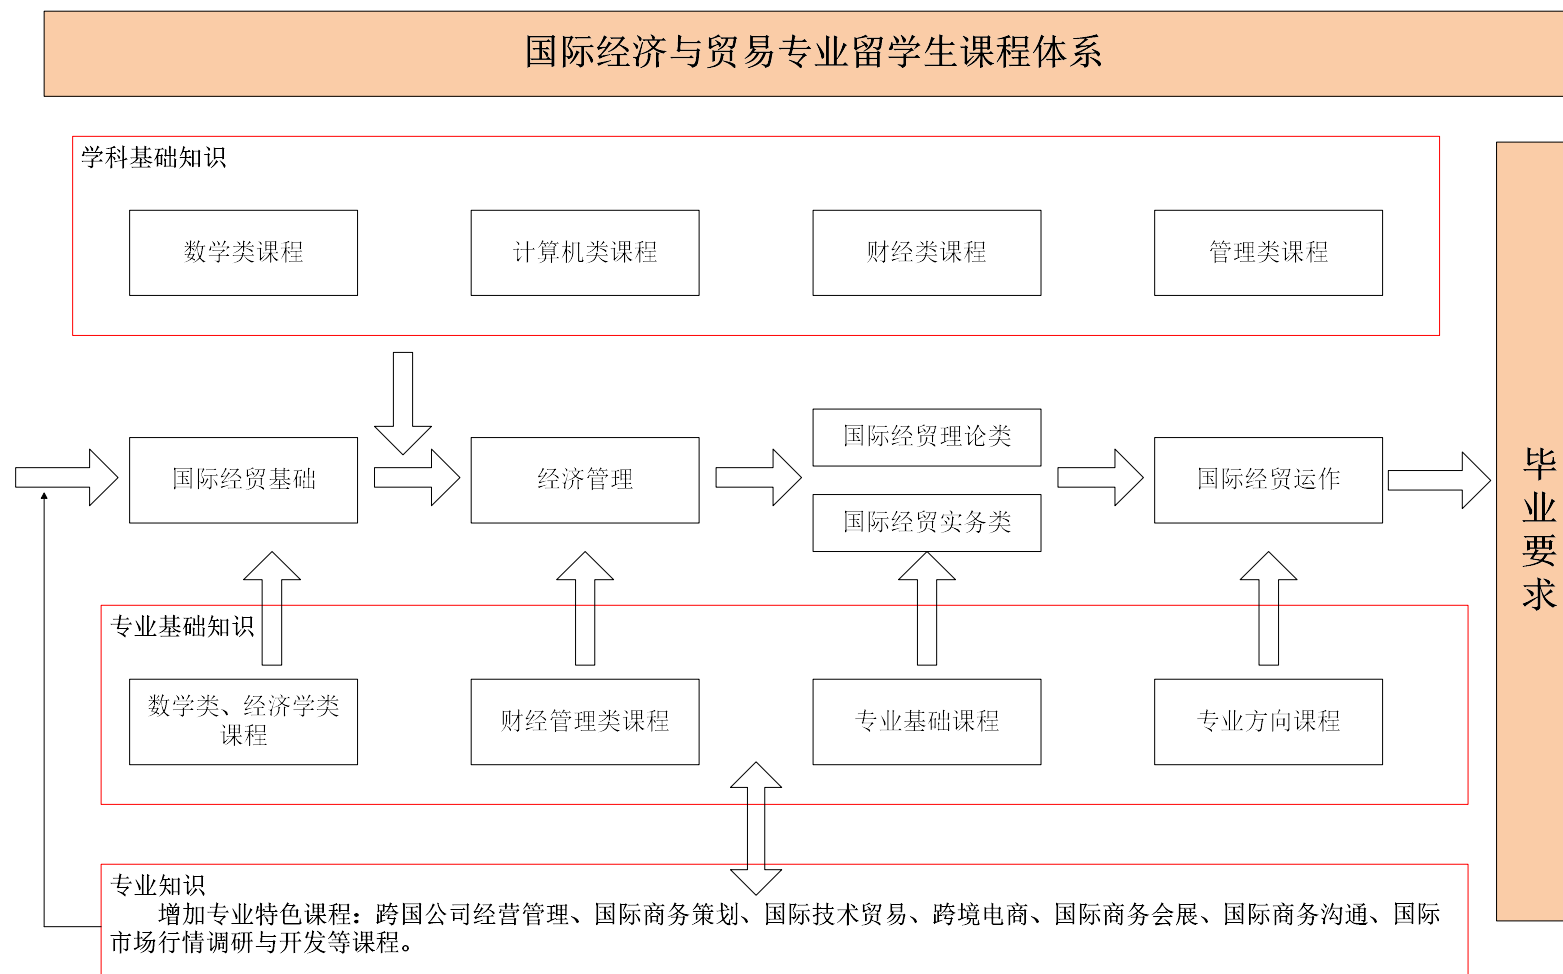 国际经济与贸易专业留学生课程体系
学科基础知识
数学类课程
计算机类课程
财经类课程
管理类课程
国际经贸基础
经济管理
国际经贸理论类
国际经贸实务类
国际经贸运作
毕业要求
专业基础知识
数学类、经济学类
课程
财经管理类课程
专业基础课程
专业方向课程
专业知识
增加专业特色课程：跨国公司经营管理、国际商务策划、国际技术贸易、跨境电商、国际商务会展、国际商务沟通、国际
市场行情调研与开发等课程。